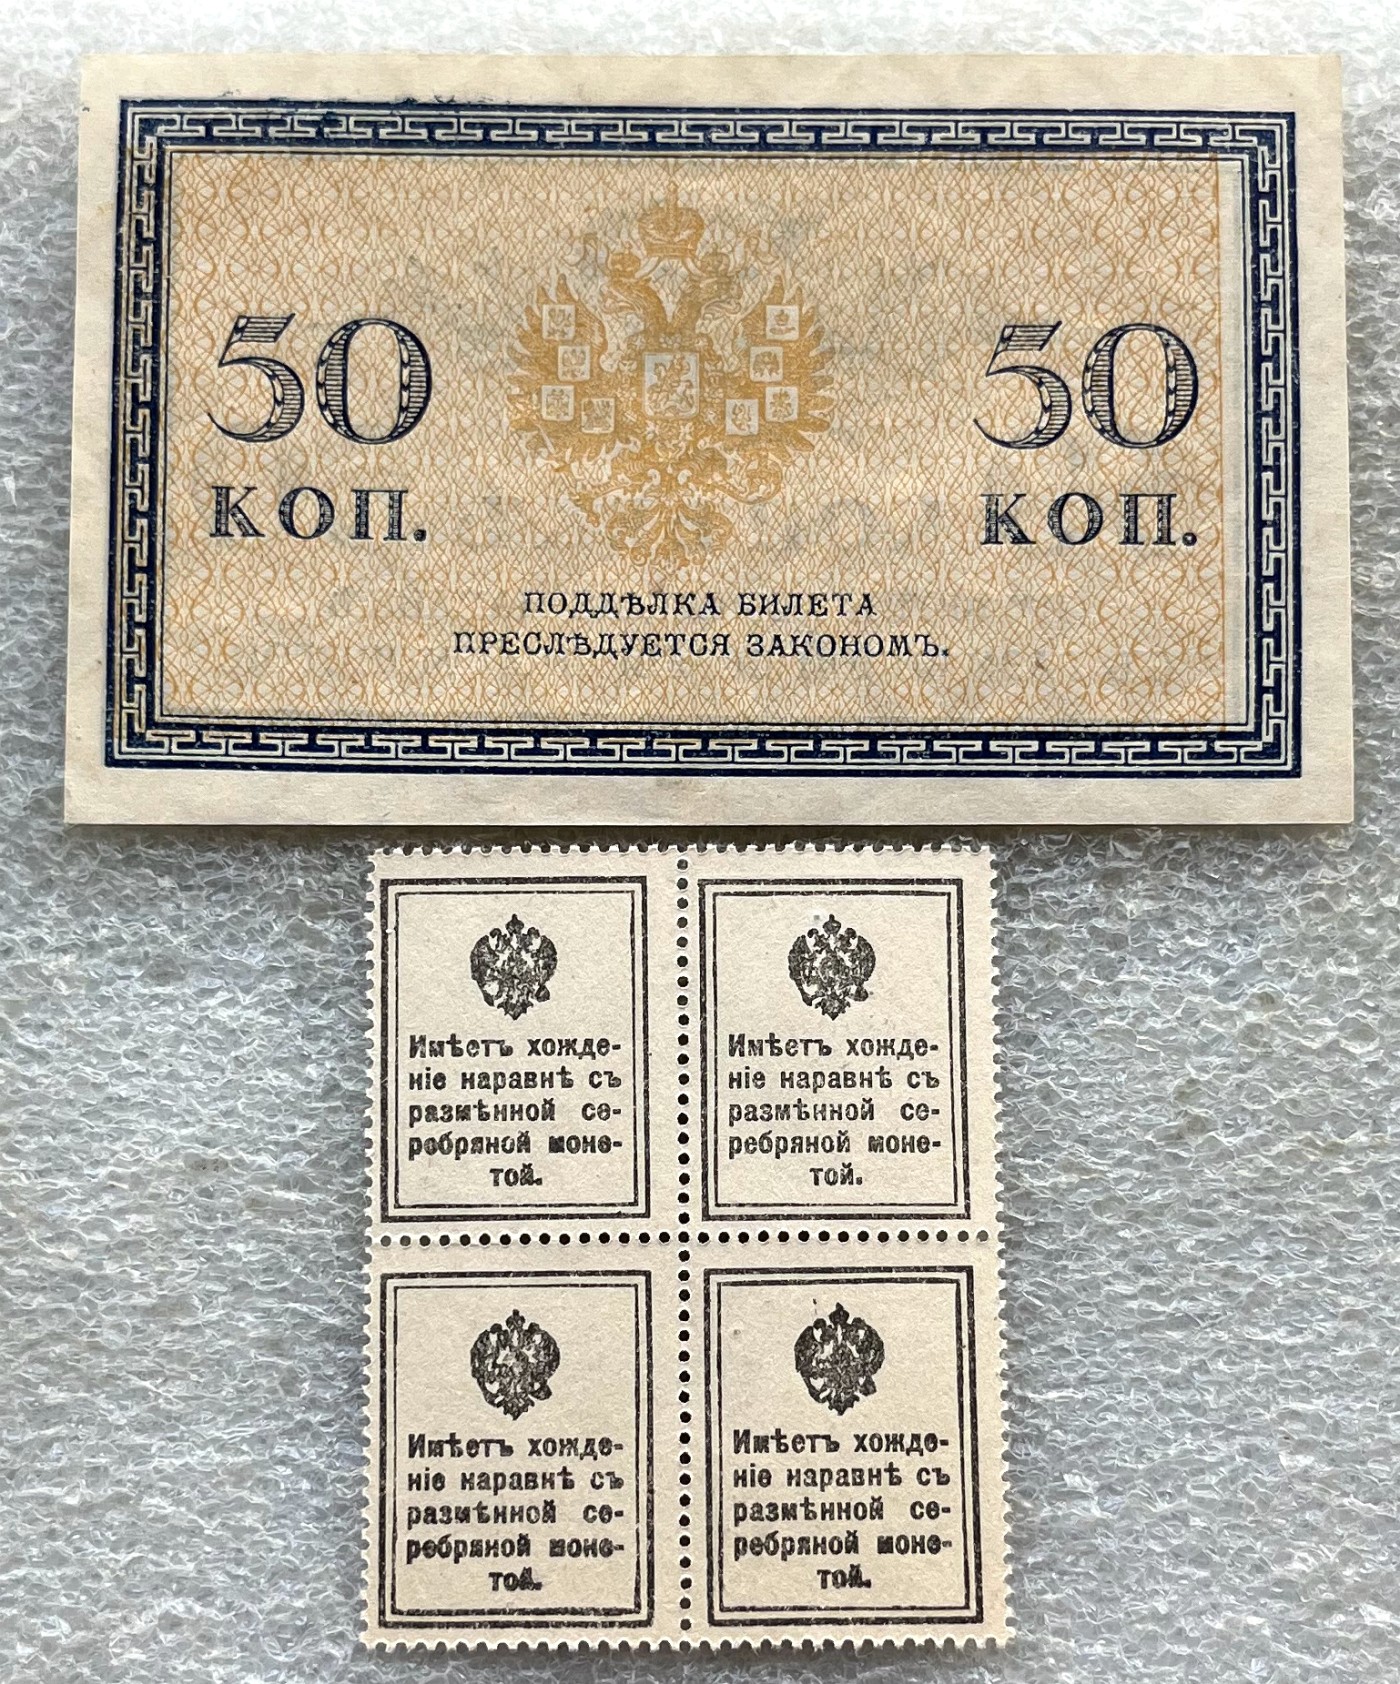 50 50
КОП. КОП.
ПОДДѢЛКА БИЛЕТА
ПРЕСЛѢДУЕТСЯ ЗАКОНОМЪ.
Имѣетъ хожде-
ніе наравнѣ съ
размѣнной се-
ребряной моне-
той.
Имѣетъ хожде-
ніе наравнѣ съ
размѣнной се-
ребряной моне-
той.
Имѣетъ хожде-
ніе наравнѣ съ
размѣнной се-
ребряной моне-
той.
Имѣетъ хожде-
ніе наравнѣ съ
размѣнной се-
ребряной моне-
той.